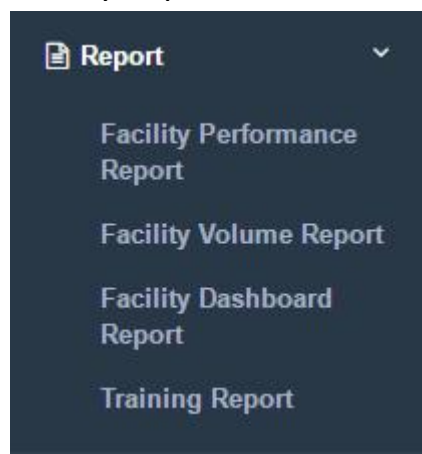 Report
Facility Performance
Report
Facility Volume Report
Facility Dashboard
Report
Training Report